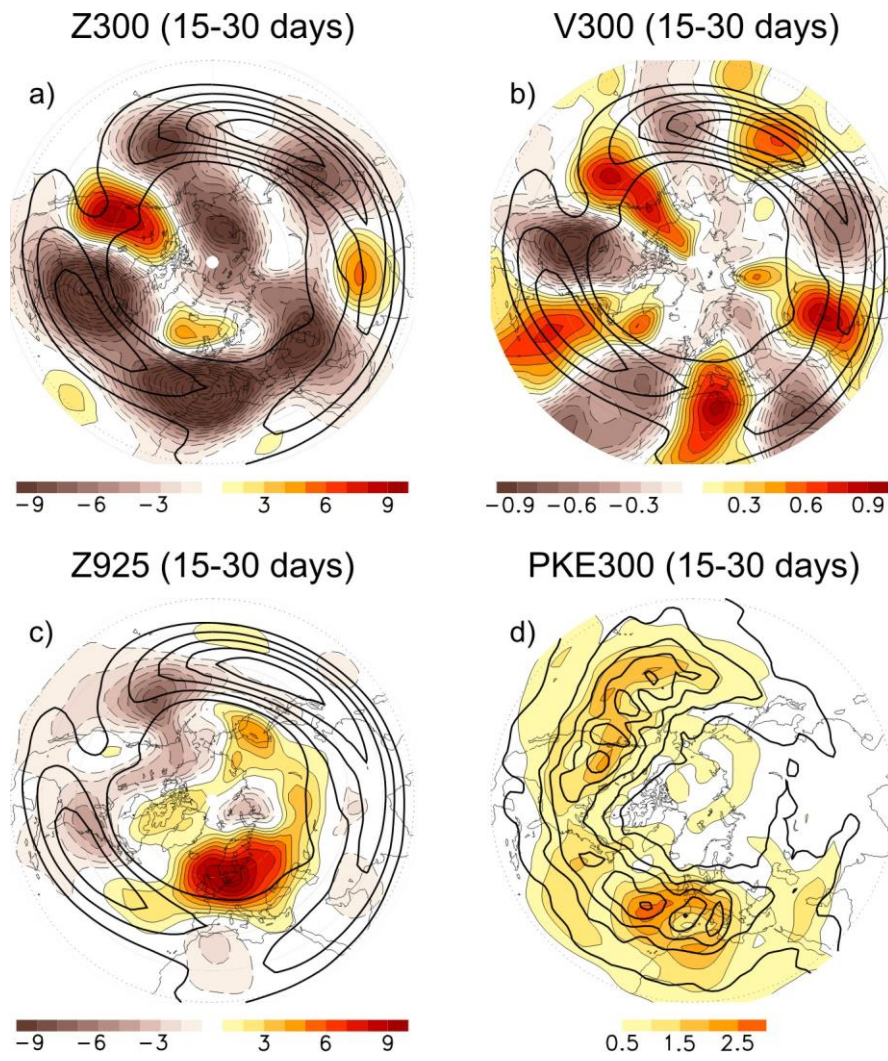 Z300 (15-30 days)
V300 (15-30 days)
a)
b)
-9 -6 -3 3 6 9
-0.9 -0.6 -0.3 0.3 0.6 0.9
Z925 (15-30 days)
PKE300 (15-30 days)
c)
d)
-9 -6 -3 3 6 9
0.5 1.5 2.5